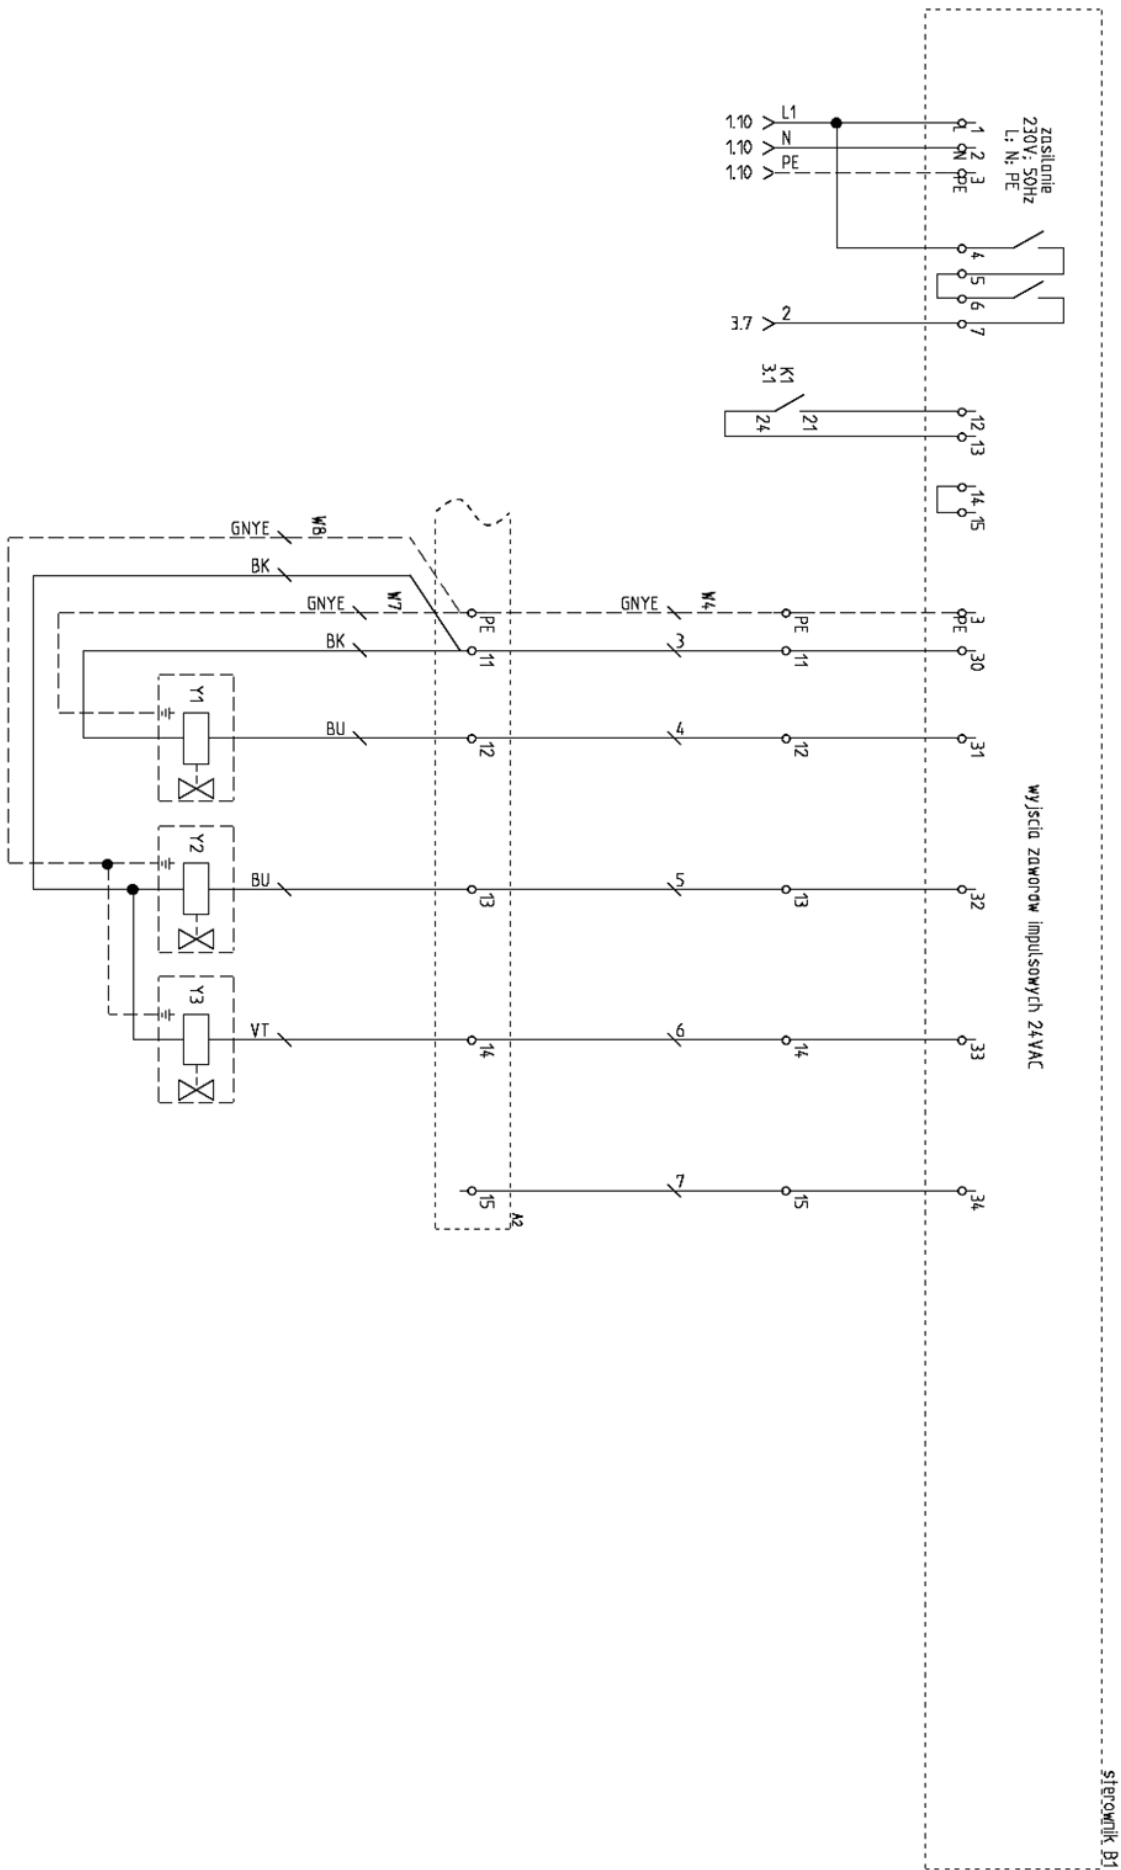 sterownik B1
zasilanie
230V; 50Hz
L; N; PE
1.10
L1
1
L
1.10
N
2
N
1.10
PE
3
PE
4
5
6
3.7
2
7
K1
3.1
24
21
12
13
14
15
GNYE
W8
BK
GNYE
W7
PE
GNYE
W4
PE
3
PE
BK
11
3
11
30
Y1
BU
12
4
12
31
wyjscia zaworów impulsowych 24VAC
Y2
BU
13
5
13
32
Y3
VT
14
6
14
33
15
7
15
34
A2